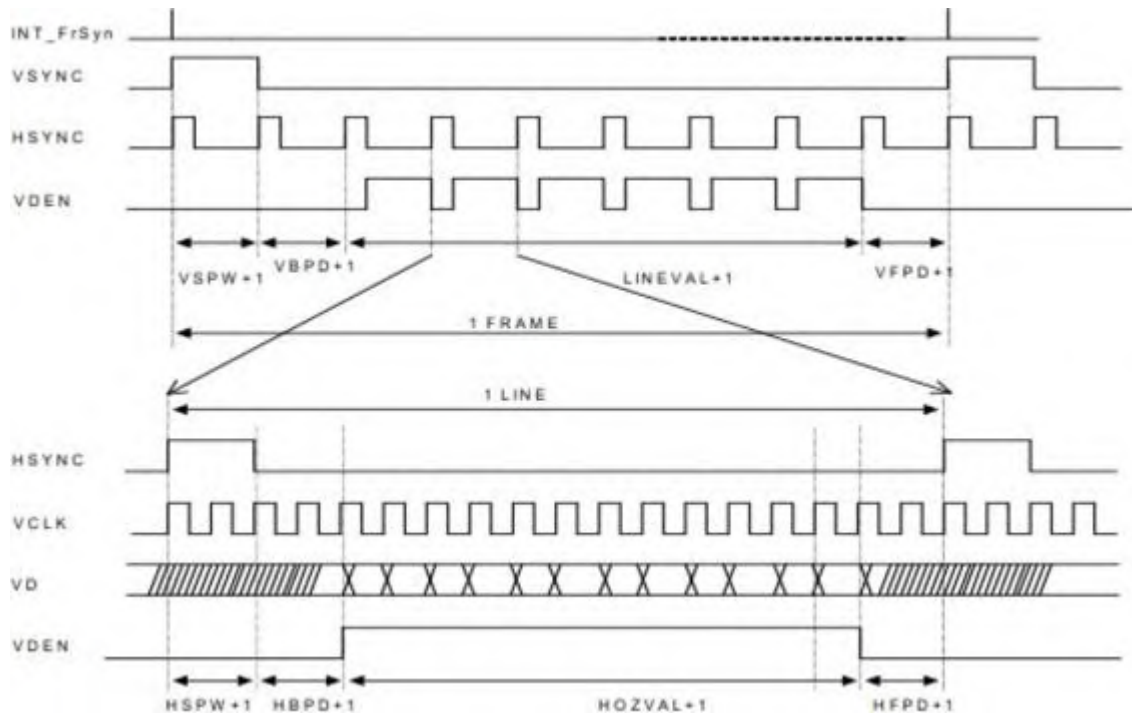 INT_FrSyn
VSYNC
HSYNC
VDEN
VSPW+1
VBPD+1
LINEVAL+1
VFPD+1
1 FRAME
1 LINE
HSYNC
VCLK
VD
VDEN
HSPW+1
HBPD+1
HOZVAL+1
HFPD+1